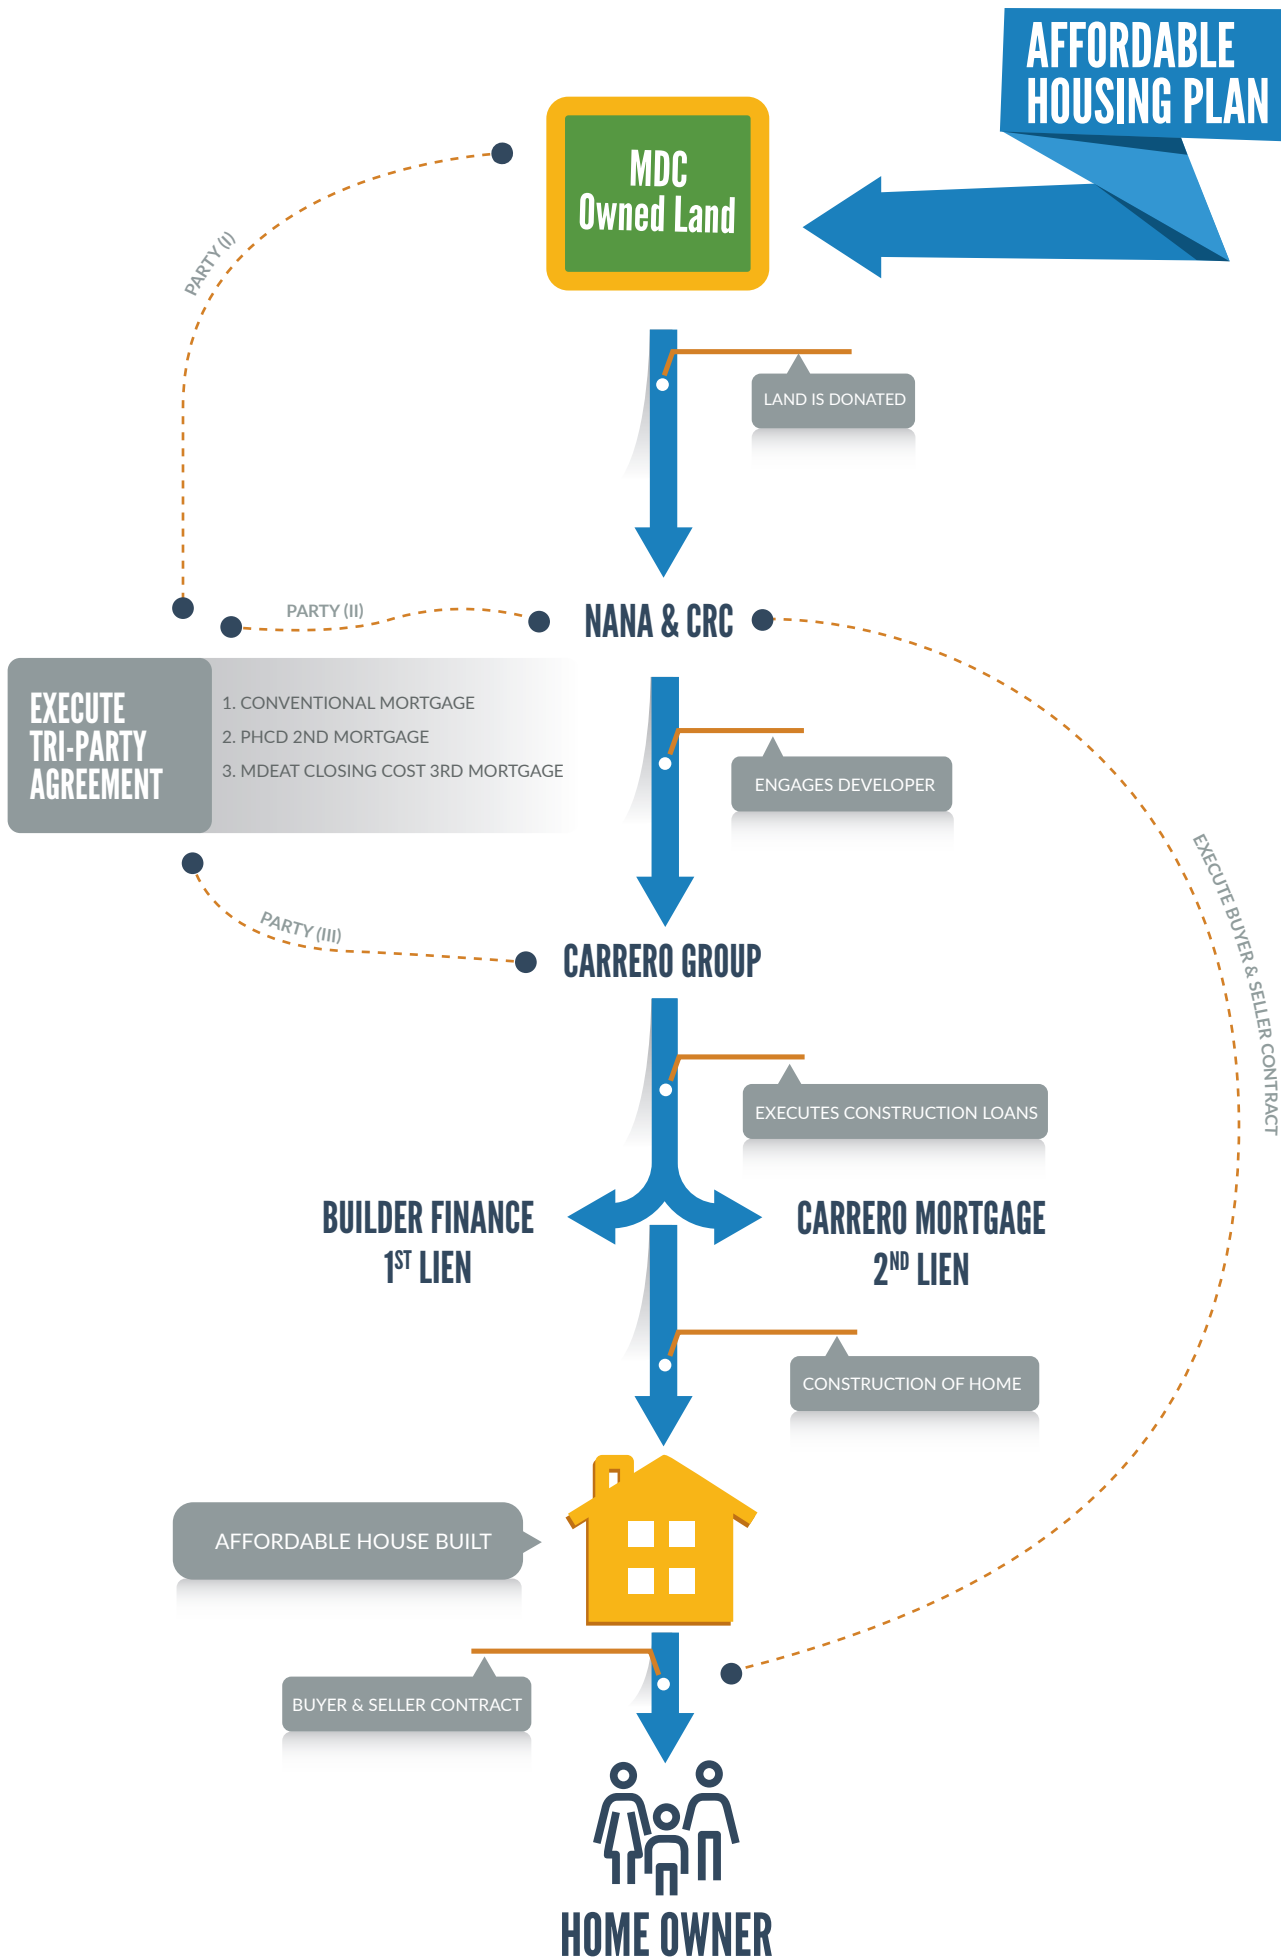 AFFORDABLE
HOUSING PLAN
MDC
Owned Land
PARTY (I)
LAND IS DONATED
PARTY (II)
NANA & CRC
EXECUTE
TRI-PARTY
AGREEMENT
1. CONVENTIONAL MORTGAGE
2. PHCD 2ND MORTGAGE
3. MDEAT CLOSING COST 3RD MORTGAGE
ENGAGES DEVELOPER
PARTY (III)
CARRERO GROUP
EXECUTE BUYER & SELLER CONTRACT
EXECUTES CONSTRUCTION LOANS
BUILDER FINANCE
1ST LIEN
CARRERO MORTGAGE
2ND LIEN
CONSTRUCTION OF HOME
AFFORDABLE HOUSE BUILT
BUYER & SELLER CONTRACT
HOME OWNER